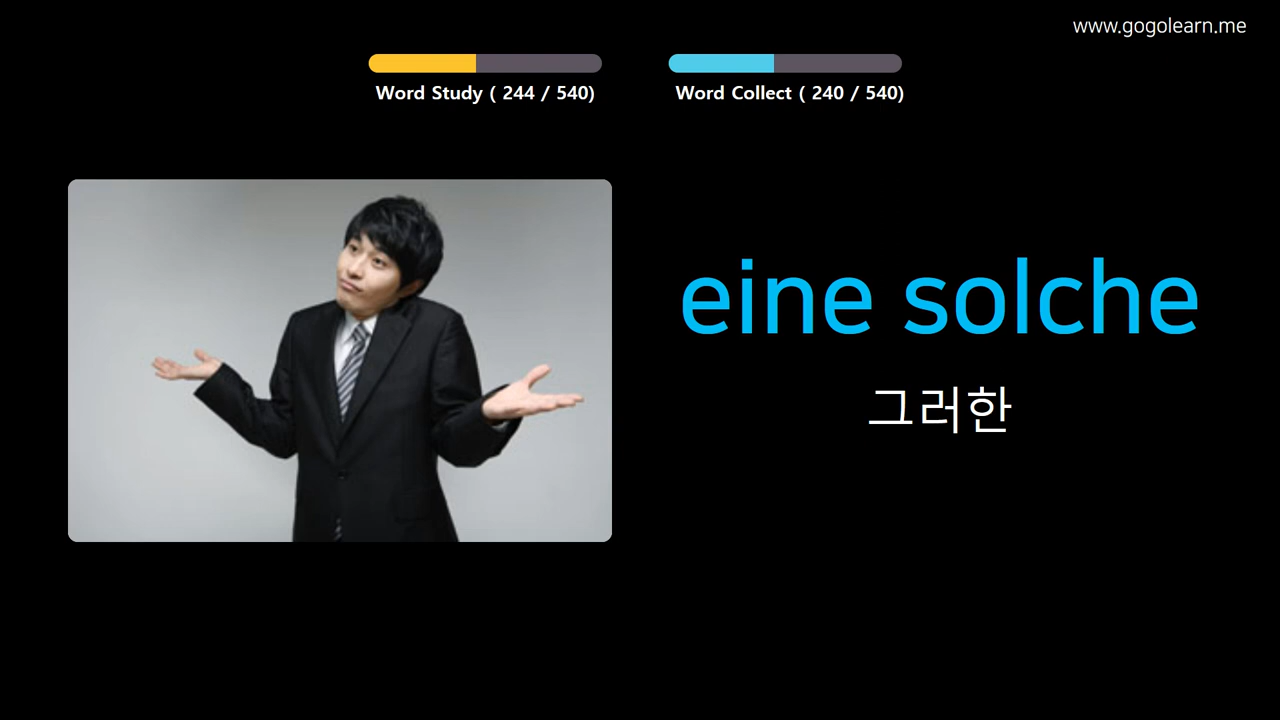 www.gogolearn.me
Word Study ( 244 / 540)
Word Collect ( 240 / 540)
eine solche
그러한